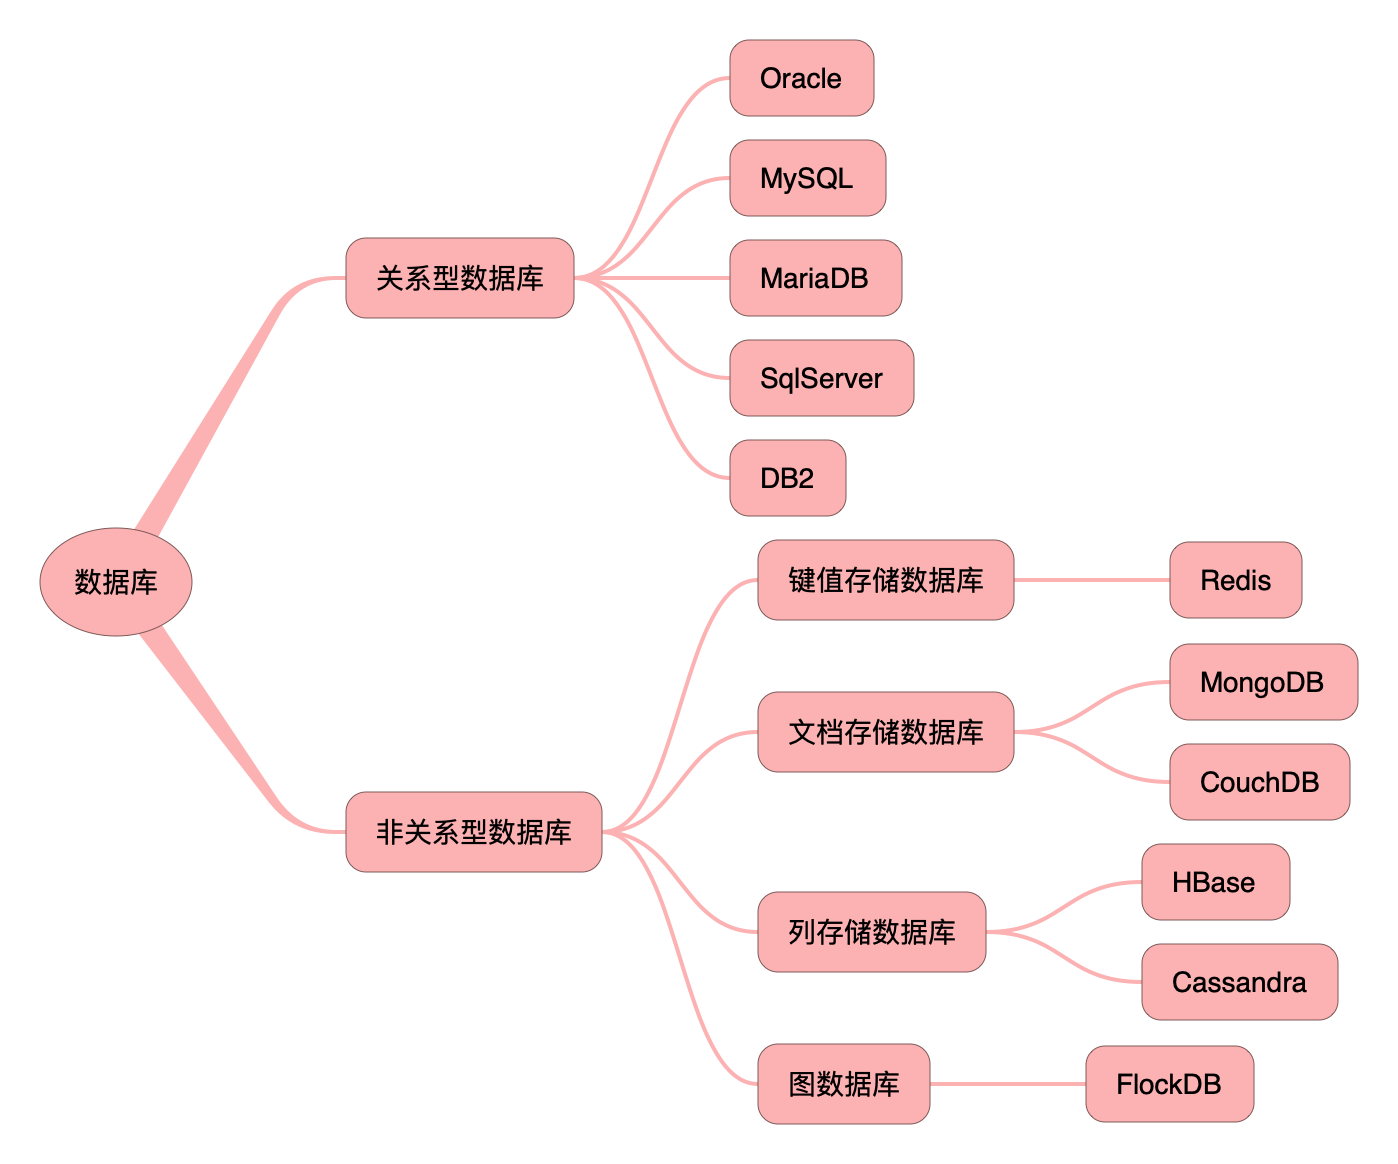 数据库
关系型数据库
Oracle
MySQL
MariaDB
SqlServer
DB2
非关系型数据库
键值存储数据库
Redis
文档存储数据库
MongoDB
CouchDB
列存储数据库
HBase
Cassandra
图数据库
FlockDB